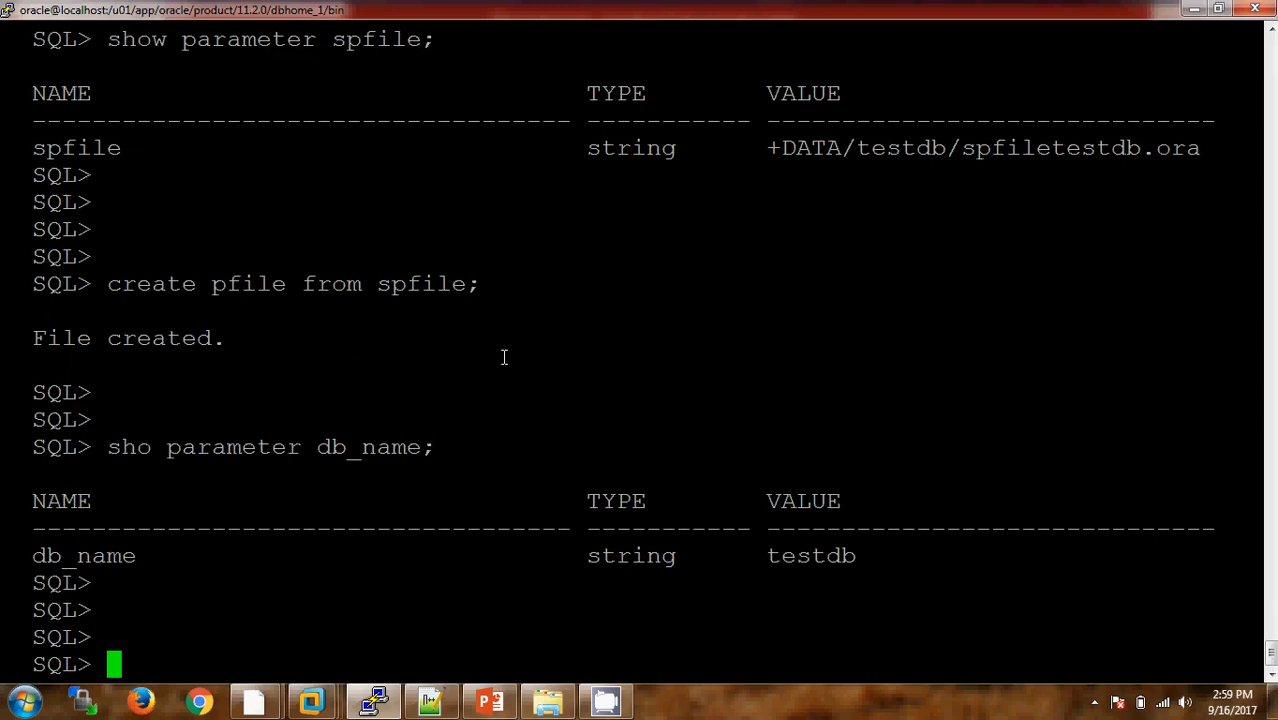 oracle@localhost:/u01/app/oracle/product/11.2.0/dbhome_1/bin
SQL> show parameter spfile;
NAME TYPE VALUE
------------------------------------ ----------- ------------------------------
spfile string +DATA/testdb/spfiletestdb.ora
SQL>
SQL>
SQL>
SQL>
SQL> create pfile from spfile;
File created.
SQL>
SQL>
SQL> sho parameter db_name;
NAME TYPE VALUE
------------------------------------ ----------- ------------------------------
db_name string testdb
SQL>
SQL>
SQL>
SQL>
2:59 PM
9/16/2017